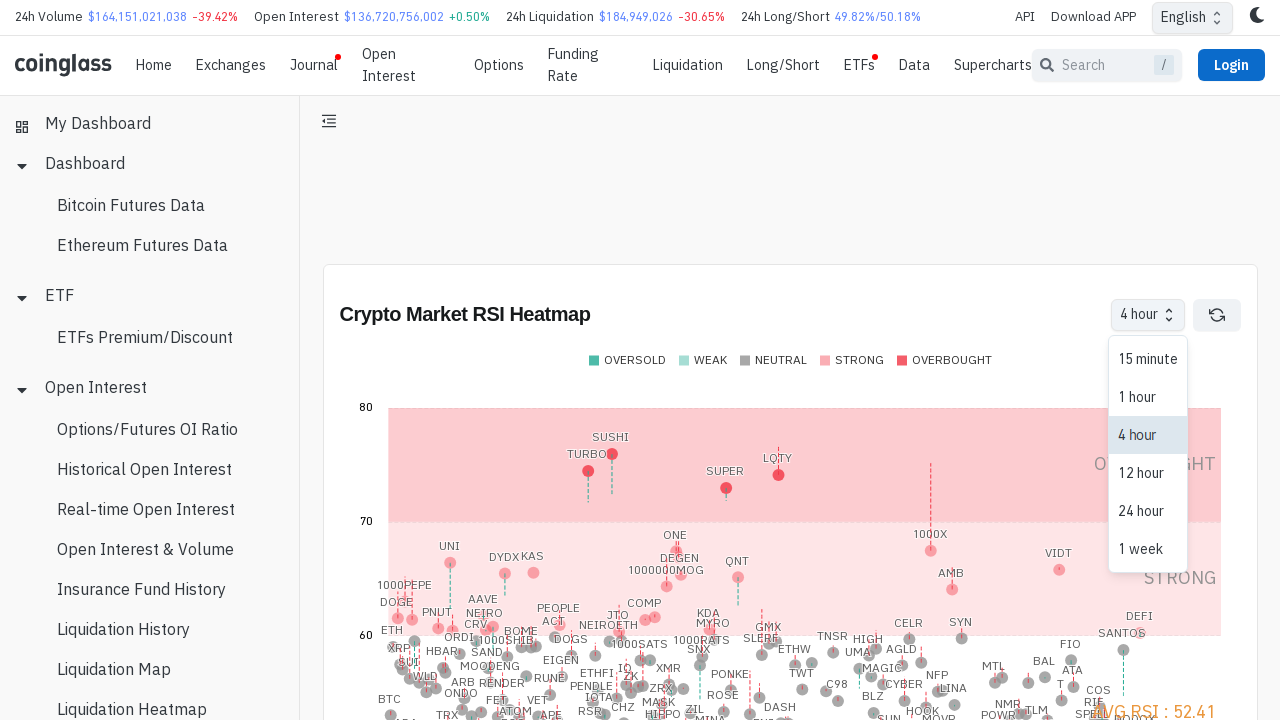 24h Volume $164,151,021,038 -39.42% Open Interest $136,720,756,002 +0.50% 24h Liquidation $184,949,026 -30.65% 24h Long/Short 49.82%/50.18% API Download APP English
coinglass Home Exchanges Journal Open Interest Options Funding Rate Liquidation Long/Short ETFs Data Supercharts Search / Login
My Dashboard
Dashboard
Bitcoin Futures Data
Ethereum Futures Data
ETF
ETFs Premium/Discount
Open Interest
Options/Futures OI Ratio
Historical Open Interest
Real-time Open Interest
Open Interest & Volume
Insurance Fund History
Liquidation History
Liquidation Map
Liquidation Heatmap
Crypto Market RSI Heatmap
4 hour
15 minute
1 hour
4 hour
12 hour
24 hour
1 week
OVERSOLD WEAK NEUTRAL STRONG OVERBOUGHT
80
SUSHI
TURBO
LQTY
SUPER
70
1000X
ONE
UNI
VIDT
DYDX KAS
DEGEN
QNT
1000000MOG
AMB
1000PEPE
DOGE
AAVE
COMP
PEOPLE
PNUT
NEIRO
JTO
KDA
DEFI
STRONG
60
ETH
CRV
ACT
NEIROETH
MYRO
GMX
CELR
SYN
BOME
SANTOS
ORDI
1000SHIB
DOGS
1000SATS
1000RATS
SLERF
TNSR
HIGH
FIO
XRP
HBAR
SAND
SNX
ETHW
UMA
AGLD
SUI
MOODENG
EIGEN
IO
XMR
PONKE
TWT
MAGIC
NFP
MTL
BAL
ATA
WLD
ARB
RENDER
RUNE
ETHFI
ZK
PENDLE
ZRX
C98
CYBER
LINA
COS
BTC
ONDO
FET
VET
IOTA
MASK
ROSE
BLZ
NMR
RIF
TRX
ATOM
APE
RSR
CHZ
ZIL
DASH
HOOK
TLM
POWR
SPELL
AVG RSI : 52.41